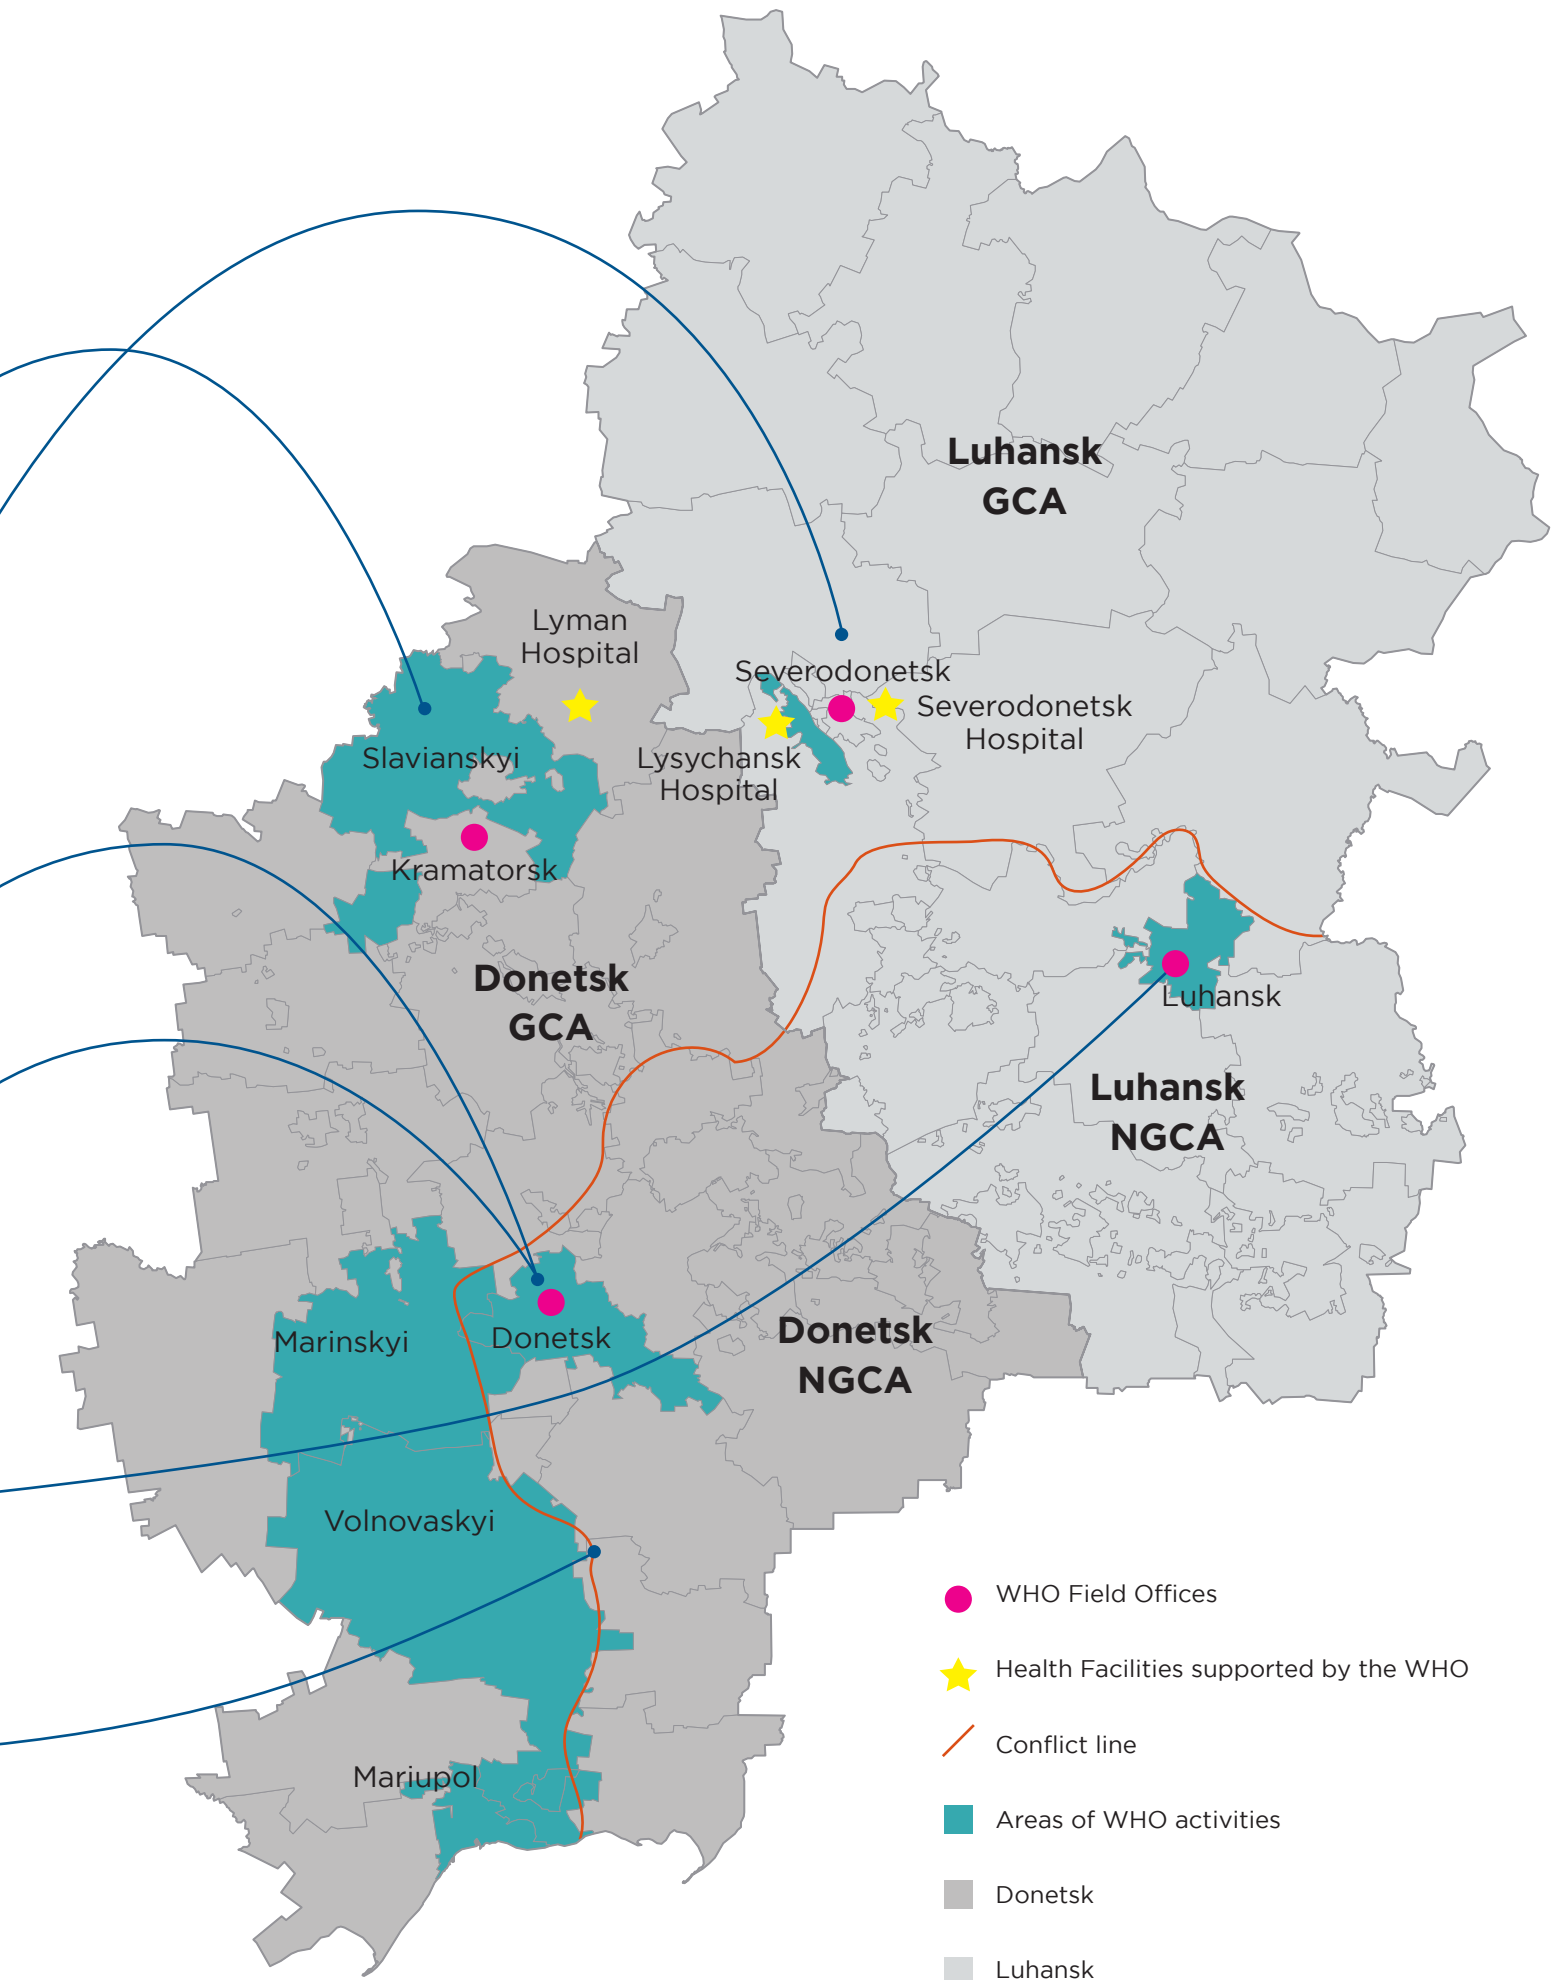 Luhansk
GCA
Lyman
Hospital
Severodonetsk
Severodonetsk
Hospital
Slavianskyi
Lysychansk
Hospital
Kramatorsk
Donetsk
GCA
Luhansk
Luhansk
NGCA
Marinskyi
Donetsk
Donetsk
NGCA
Volnovaskyi
Mariupol
WHO Field Offices
Health Facilities supported by the WHO
Conflict line
Areas of WHO activities
Donetsk
Luhansk